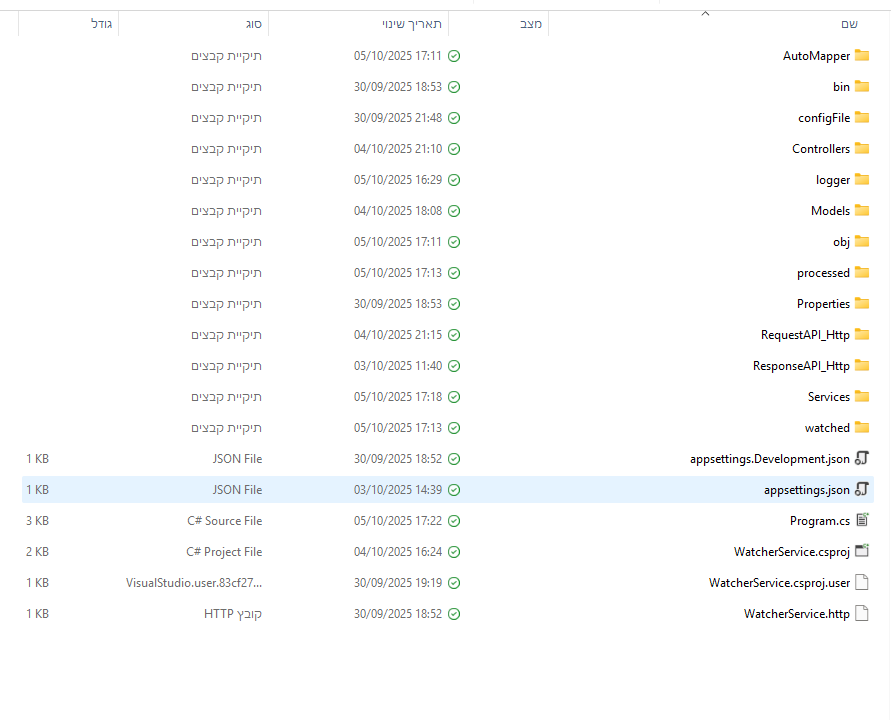 שם מצב תאריך שינוי סוג גודל
AutoMapper 05/10/2025 17:11 תיקיית קבצים
bin 30/09/2025 18:53 תיקיית קבצים
configFile 30/09/2025 21:48 תיקיית קבצים
Controllers 04/10/2025 21:10 תיקיית קבצים
logger 05/10/2025 16:29 תיקיית קבצים
Models 04/10/2025 18:08 תיקיית קבצים
obj 05/10/2025 17:11 תיקיית קבצים
processed 05/10/2025 17:13 תיקיית קבצים
Properties 30/09/2025 18:53 תיקיית קבצים
RequestAPI_Http 04/10/2025 21:15 תיקיית קבצים
ResponseAPI_Http 03/10/2025 11:40 תיקיית קבצים
Services 05/10/2025 17:18 תיקיית קבצים
watched 05/10/2025 17:13 תיקיית קבצים
appsettings.Development.json 30/09/2025 18:52 JSON File 1 KB
appsettings.json 03/10/2025 14:39 JSON File 1 KB
Program.cs 05/10/2025 17:22 C# Source File 3 KB
WatcherService.csproj 04/10/2025 16:24 C# Project File 2 KB
WatcherService.csproj.user 30/09/2025 19:19 VisualStudio.user.83cf27... 1 KB
WatcherService.http 30/09/2025 18:52 קובץ HTTP 1 KB